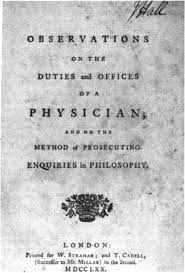 J Hall
OBSERVATIONS
ON THE
DUTIES and OFFICES
OF A
PHYSICIAN;
AND ON THE
METHOD of PROSECUTING
ENQUIRIES in PHILOSOPHY.
LONDON:
Printed for W. STRAHAN; and T. CADELL,
(Successor to Mr. MILLAR) in the Strand.
MDCCLXX.